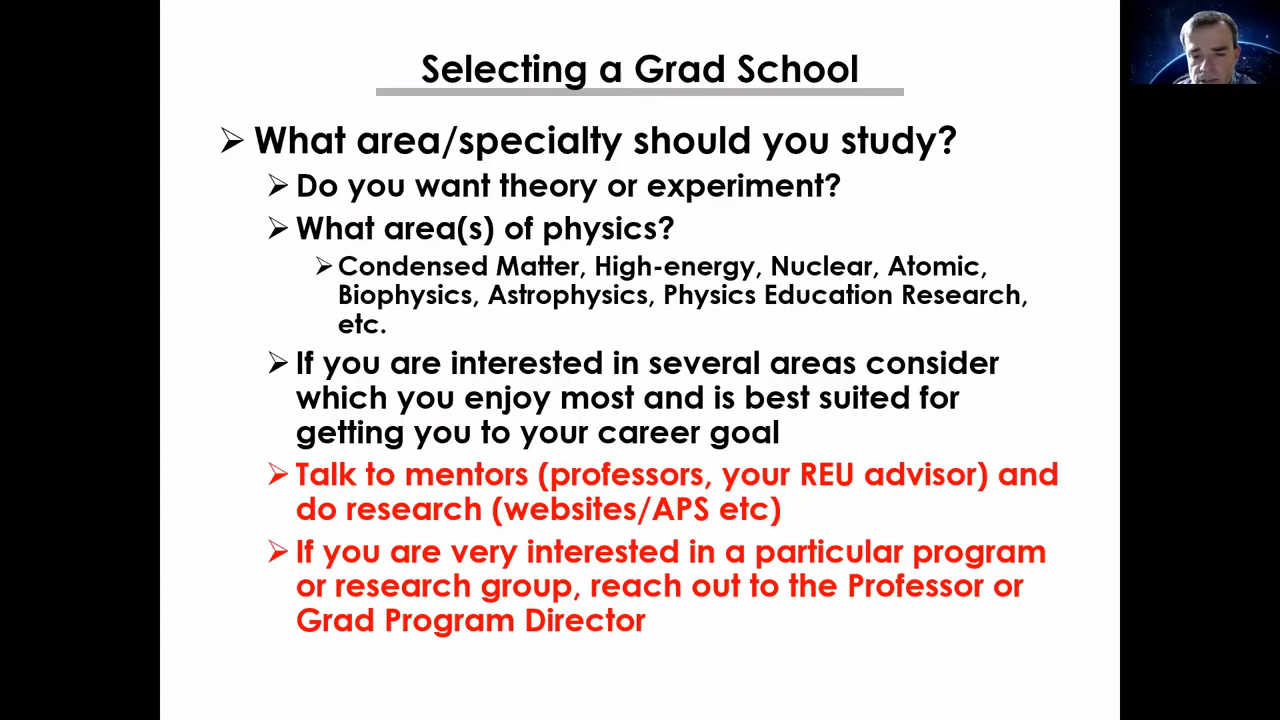 Selecting a Grad School
What area/specialty should you study?
Do you want theory or experiment?
What area(s) of physics?
Condensed Matter, High-energy, Nuclear, Atomic,
Biophysics, Astrophysics, Physics Education Research,
etc.
If you are interested in several areas consider
which you enjoy most and is best suited for
getting you to your career goal
Talk to mentors (professors, your REU advisor) and
do research (websites/APS etc)
If you are very interested in a particular program
or research group, reach out to the Professor or
Grad Program Director